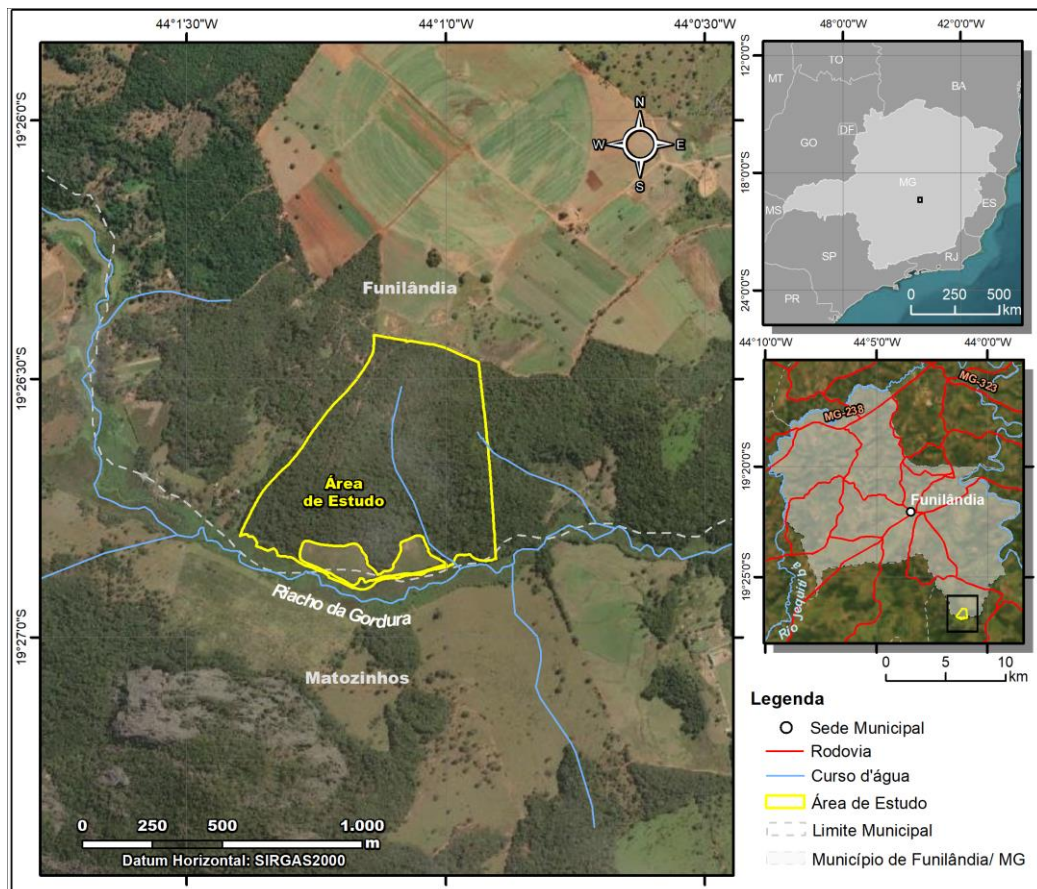 44°1'30"W
44°1'0"W
44°0'30"W
19°26'0"S
19°26'30"S
19°27'0"S
N
W
E
S
Funilândia
Área
de Estudo
Riacho da Gordura
Matozinhos
0 250 500 1.000
m
Datum Horizontal: SIRGAS2000
48°0'0"W
42°0'0"W
12°0'0"S
18°0'0"S
24°0'0"S
TO
MT
BA
DF
GO
MG
MS
ES
SP
RJ
PR
0 250 500
km
44°10'0"W
44°5'0"W
44°0'0"W
19°20'0"S
19°25'0"S
MG-323
MG-238
Funilândia
0 5 10
km
Legenda
Sede Municipal
Rodovia
Curso d'água
Área de Estudo
Limite Municipal
Município de Funilândia/ MG